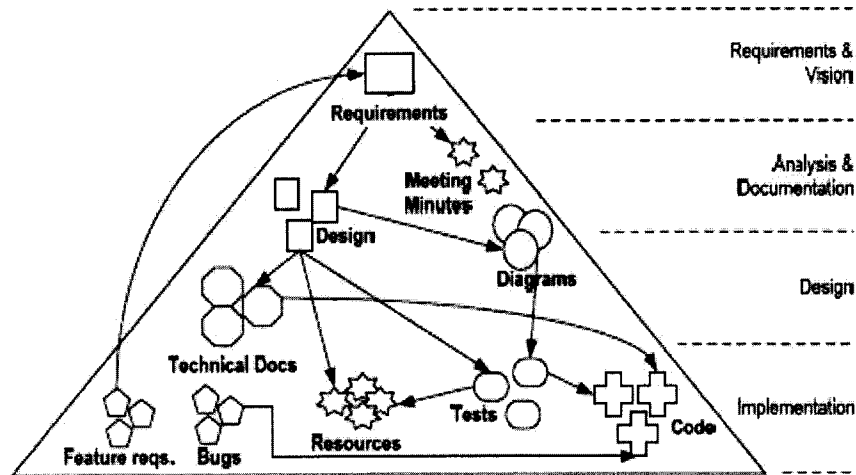 Requirements &
Vision
Requirements
Analysis &
Documentation
Meeting
Minutes
Design
Diagrams
Design
Technical Docs
Implementation
Tests
Code
Resources
Feature reqs.
Bugs